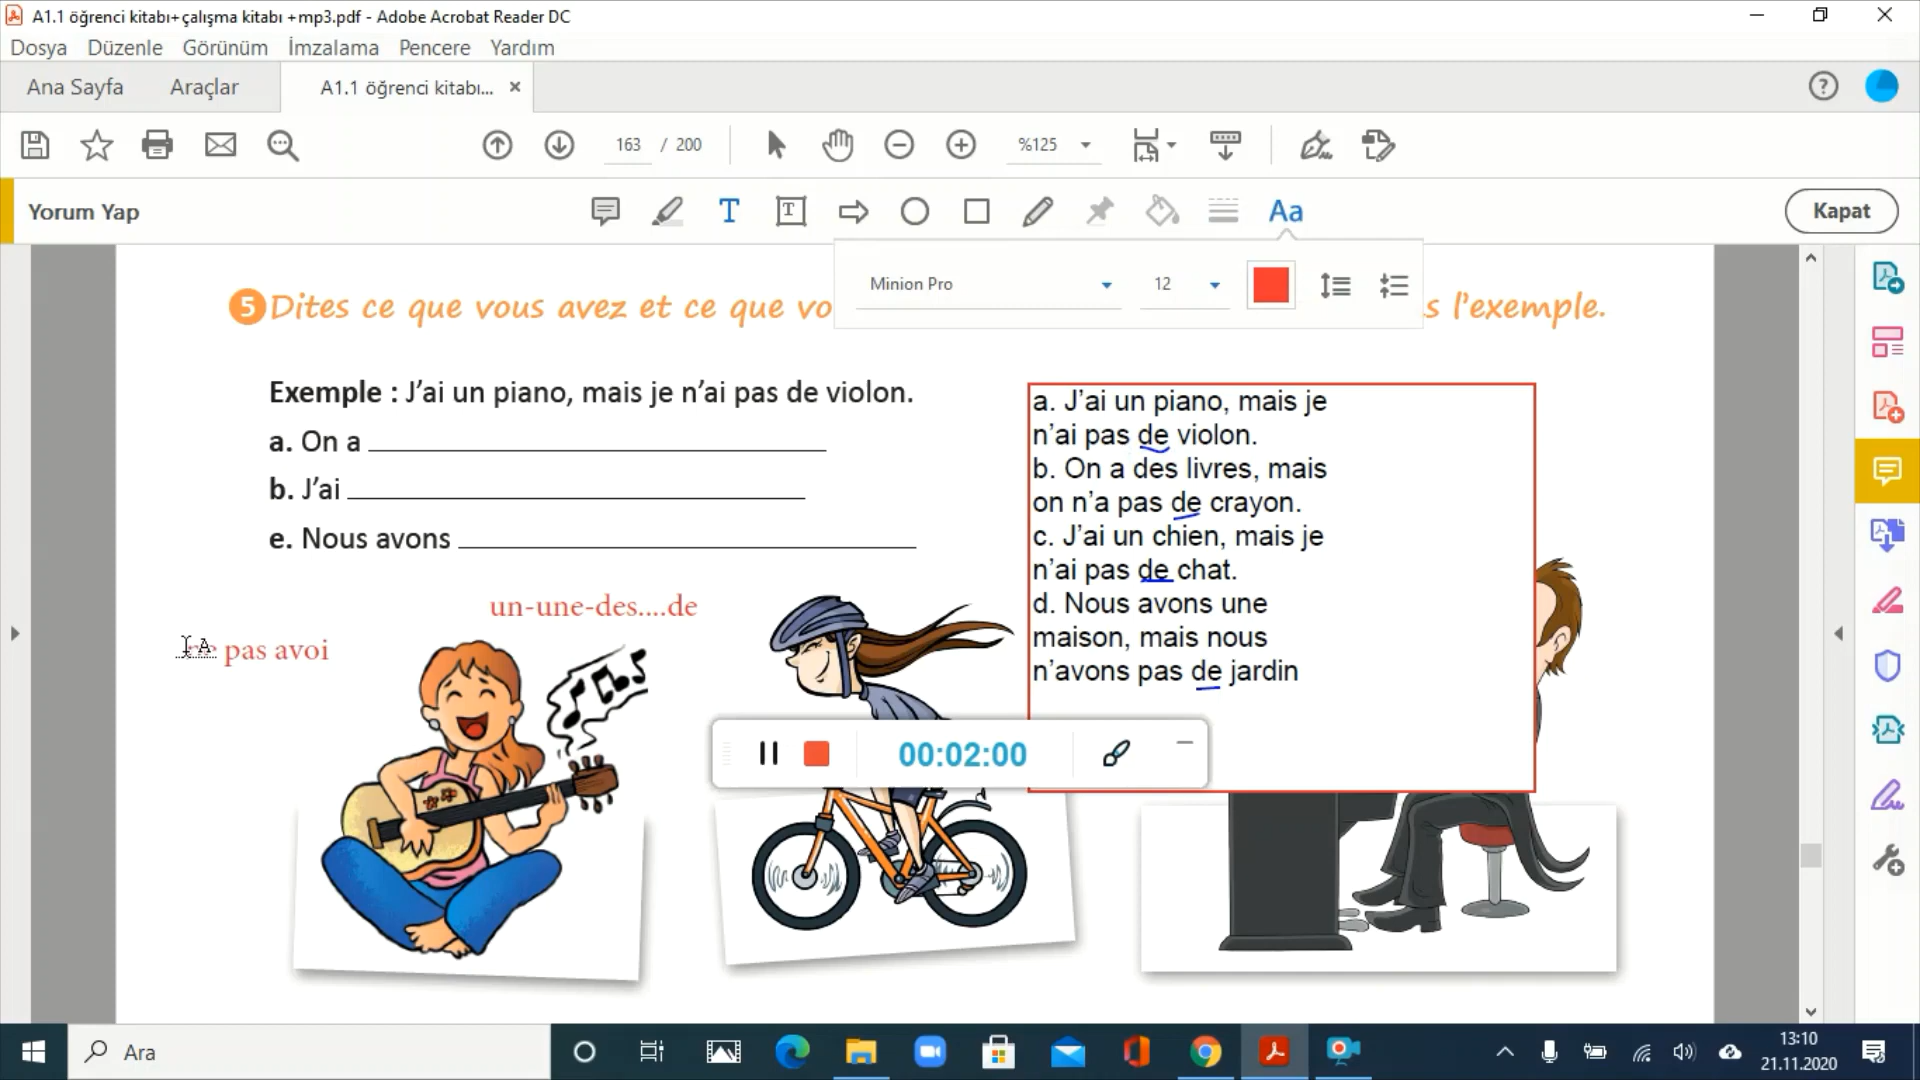 A1.1 öğrenci kitabı+çalışma kitabı +mp3.pdf - Adobe Acrobat Reader DC
Dosya Düzenle Görünüm İmzalama Pencere Yardım
Ana Sayfa Araçlar A1.1 öğrenci kitabı... ×
163 / 200 %125
Yorum Yap T T Aa Kapat
Minion Pro 12
5 Dites ce que vous avez et ce que vo s l'exemple.
Exemple : J'ai un piano, mais je n'ai pas de violon.
a. On a
b. J'ai
e. Nous avons
a. J'ai un piano, mais je
n'ai pas de violon.
b. On a des livres, mais
on n'a pas de crayon.
c. J'ai un chien, mais je
n'ai pas de chat.
d. Nous avons une
maison, mais nous
n'avons pas de jardin
un-une-des....de
pas avoi
00:02:00
Ara
13:10
21.11.2020